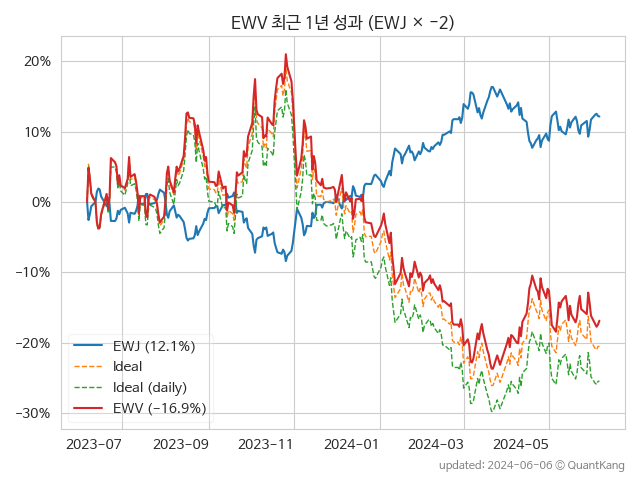 EWV 최근 1년 성과 (EWJ × −2)
20%
10%
0%
−10%
−20%
−30%
EWJ (12.1%)
Ideal
Ideal (daily)
EWV (−16.9%)
2023-07
2023-09
2023-11
2024-01
2024-03
2024-05
updated: 2024-06-06 © QuantKang